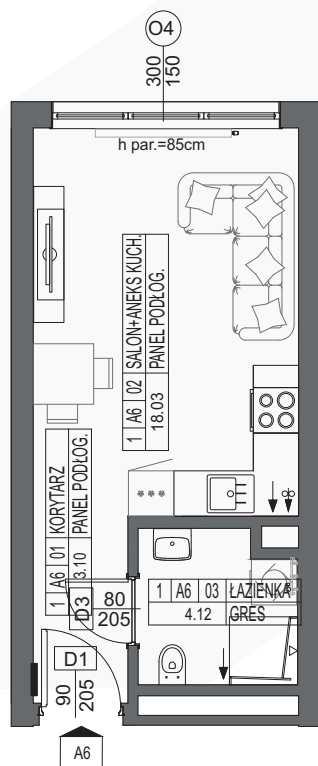 O4
300
150
h par.=85cm
1 A6 02 SALON+ANEKS KUCH.
18.03 PANEL PODŁOG.
1 A6 01 KORYTARZ
3.10 PANEL PODŁOG.
1 A6 03 ŁAZIENKA
4.12 GRES
D3
80
205
D1
90
205
A6